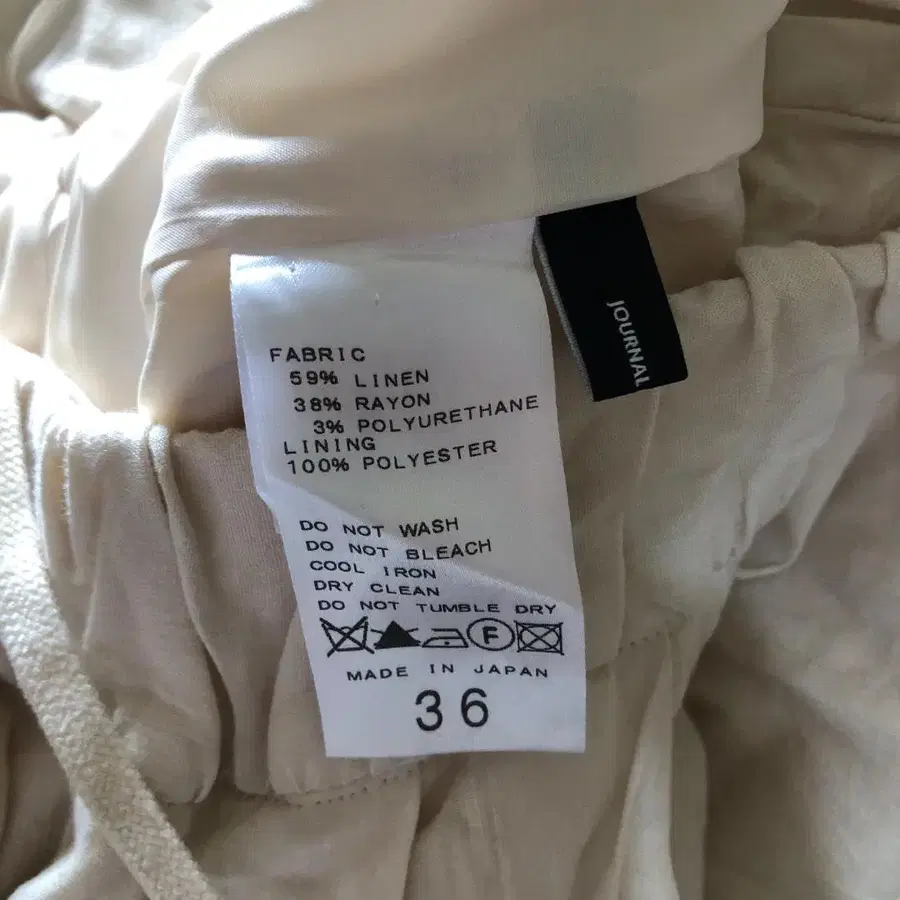 JOURNAL
FABRIC
59% LINEN
38% RAYON
3% POLYURETHANE
LINING
100% POLYESTER
DO NOT WASH
DO NOT BLEACH
COOL IRON
DRY CLEAN
DO NOT TUMBLE DRY
F
MADE IN JAPAN
36